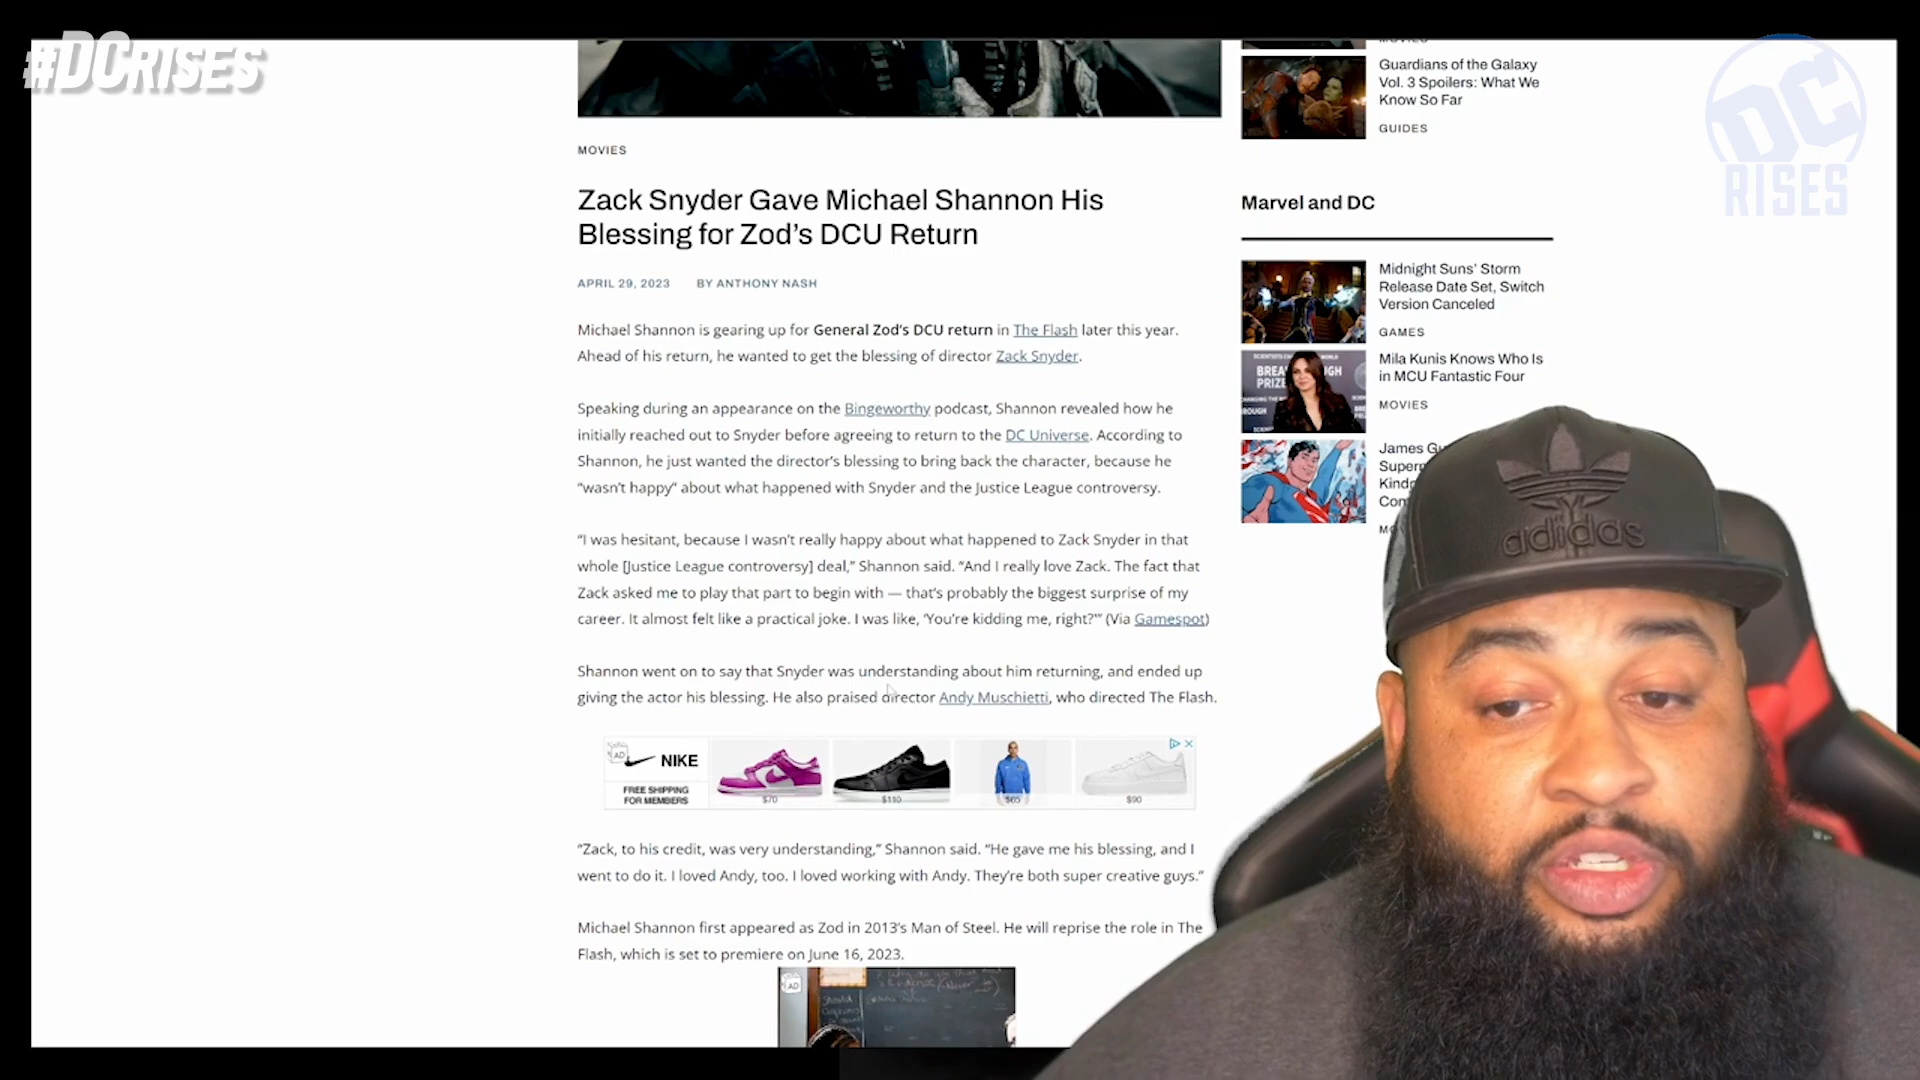 #DCRISES
DC
RISES
MOVIES
Zack Snyder Gave Michael Shannon His
Blessing for Zod’s DCU Return
APRIL 29, 2023 BY ANTHONY NASH
Michael Shannon is gearing up for General Zod’s DCU return in The Flash later this year.
Ahead of his return, he wanted to get the blessing of director Zack Snyder.
Speaking during an appearance on the Bingeworthy podcast, Shannon revealed how he
initially reached out to Snyder before agreeing to return to the DC Universe. According to
Shannon, he just wanted the director’s blessing to bring back the character, because he
“wasn’t happy” about what happened with Snyder and the Justice League controversy.
“I was hesitant, because I wasn’t really happy about what happened to Zack Snyder in that
whole [Justice League controversy] deal,” Shannon said. “And I really love Zack. The fact that
Zack asked me to play that part to begin with — that’s probably the biggest surprise of my
career. It almost felt like a practical joke. I was like, ‘You’re kidding me, right?’” (Via Gamespot)
Shannon went on to say that Snyder was understanding about him returning, and ended up
giving the actor his blessing. He also praised director Andy Muschietti, who directed The Flash.
AD
NIKE
FREE SHIPPING
FOR MEMBERS
$70
$110
$65
$90
“Zack, to his credit, was very understanding,” Shannon said. “He gave me his blessing, and I
went to do it. I loved Andy, too. I loved working with Andy. They’re both super creative guys.”
Michael Shannon first appeared as Zod in 2013’s Man of Steel. He will reprise the role in The
Flash, which is set to premiere on June 16, 2023.
AD
Guardians of the Galaxy
Vol. 3 Spoilers: What We
Know So Far
GUIDES
Marvel and DC
Midnight Suns’ Storm
Release Date Set, Switch
Version Canceled
GAMES
Mila Kunis Knows Who Is
in MCU Fantastic Four
MOVIES
James
adidas